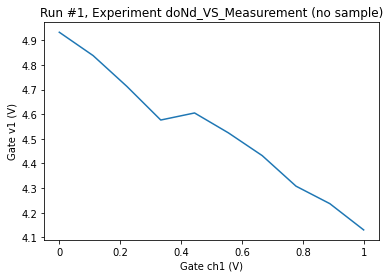 Run #1, Experiment doNd_VS_Measurement (no sample)
4.9
4.8
4.7
4.6
4.5
4.4
4.3
4.2
4.1
Gate v1 (V)
0 0.2 0.4 0.6 0.8 1
Gate ch1 (V)